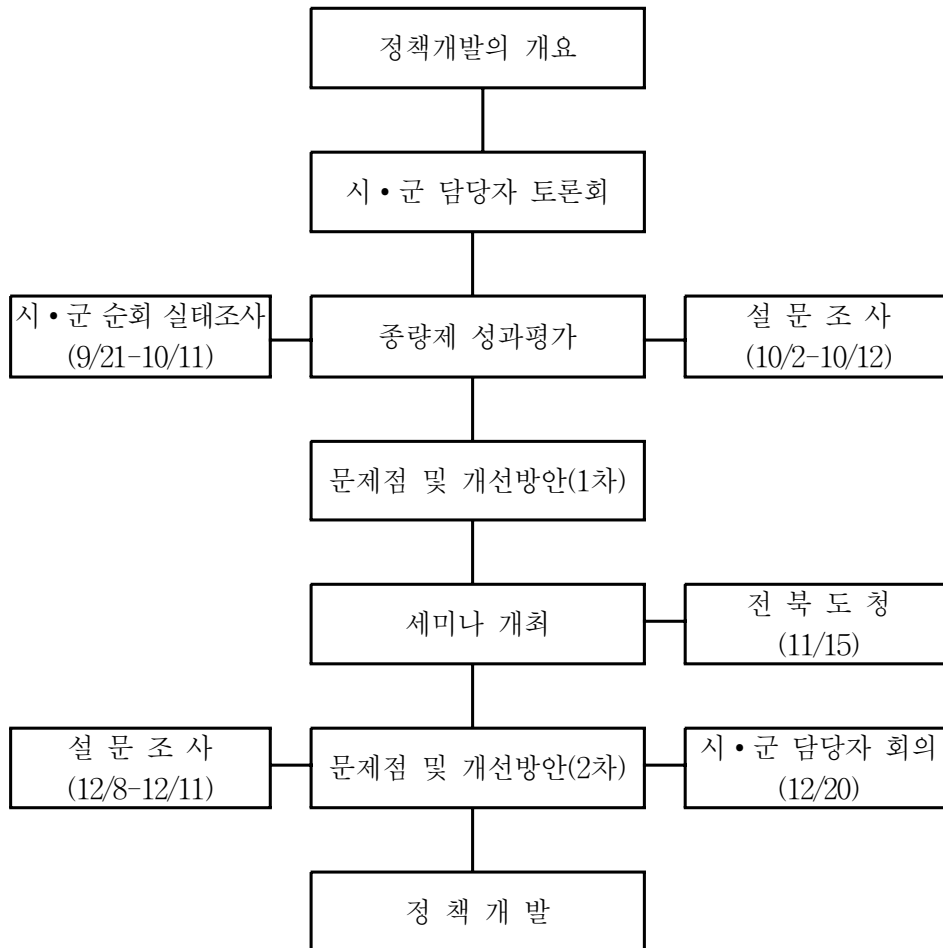 정책개발의 개요
시•군 담당자 토론회
시•군 순회 실태조사
(9/21-10/11)
종량제 성과평가
설 문 조 사
(10/2-10/12)
문제점 및 개선방안(1차)
세미나 개최
전 북 도 청
(11/15)
설 문 조 사
(12/8-12/11)
문제점 및 개선방안(2차)
시•군 담당자 회의
(12/20)
정 책 개 발